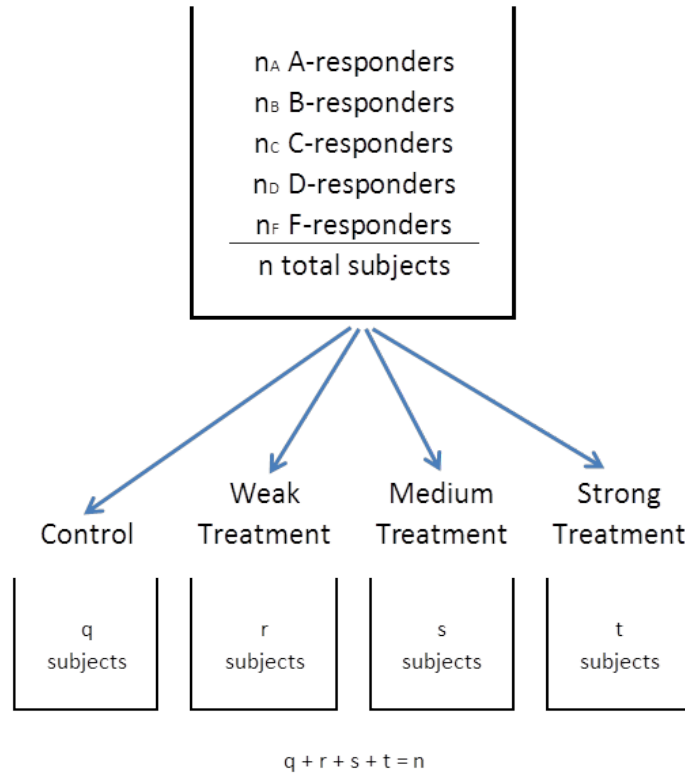 nA A-responders
nB B-responders
nC C-responders
nD D-responders
nF F-responders
n total subjects
Control
Weak Treatment
Medium Treatment
Strong Treatment
q subjects
r subjects
s subjects
t subjects
q + r + s + t = n